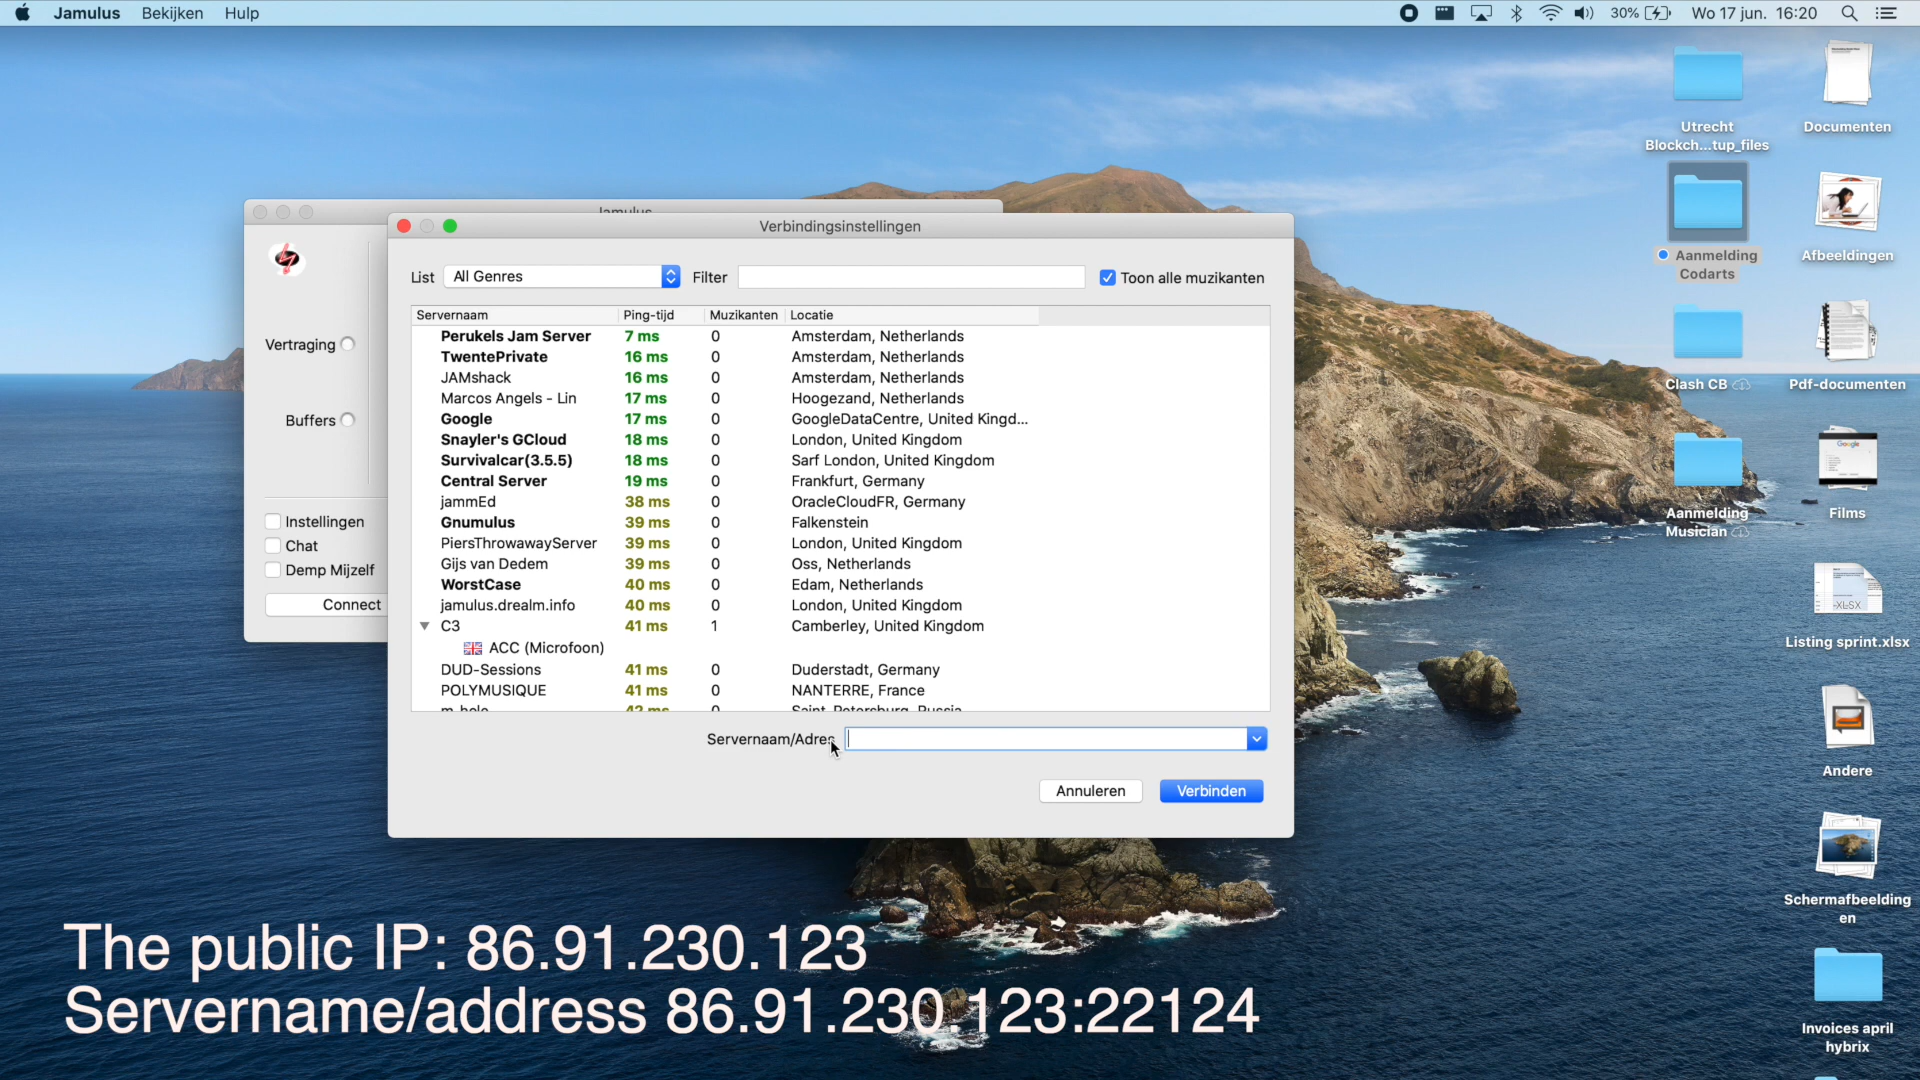 Jamulus Bekijken Hulp 30% Wo 17 jun. 16:20
Jamulus
Vertraging
Buffers
Instellingen
Chat
Demp Mijzelf
Connect
Verbindingsinstellingen
List All Genres Filter Toon alle muzikanten
Servernaam Ping-tijd Muzikanten Locatie
Perukels Jam Server 7 ms 0 Amsterdam, Netherlands
TwentePrivate 16 ms 0 Amsterdam, Netherlands
JAMshack 16 ms 0 Amsterdam, Netherlands
Marcos Angels - Lin 17 ms 0 Hoogezand, Netherlands
Google 17 ms 0 GoogleDataCentre, United Kingd...
Snayler's GCloud 18 ms 0 London, United Kingdom
Survivalcar(3.5.5) 18 ms 0 Sarf London, United Kingdom
Central Server 19 ms 0 Frankfurt, Germany
jammEd 38 ms 0 OracleCloudFR, Germany
Gnumulus 39 ms 0 Falkenstein
PiersThrowawayServer 39 ms 0 London, United Kingdom
Gijs van Dedem 39 ms 0 Oss, Netherlands
WorstCase 40 ms 0 Edam, Netherlands
jamulus.drealm.info 40 ms 0 London, United Kingdom
C3 41 ms 1 Camberley, United Kingdom
ACC (Microfoon)
DUD-Sessions 41 ms 0 Duderstadt, Germany
POLYMUSIQUE 41 ms 0 NANTERRE, France
42 ms 0 Saint-Petersburg, Russia
Servernaam/Adres
Annuleren Verbinden
Utrecht
Blockch...tup_files
Documenten
Aanmelding
Codarts
Afbeeldingen
Clash CB
Pdf-documenten
Aanmelding
Musician
Google
Films
XLSX
Listing sprint.xlsx
Andere
Schermafbeelding
en
Invoices april
hybrix
The public IP: 86.91.230.123
Servername/address 86.91.230.123:22124